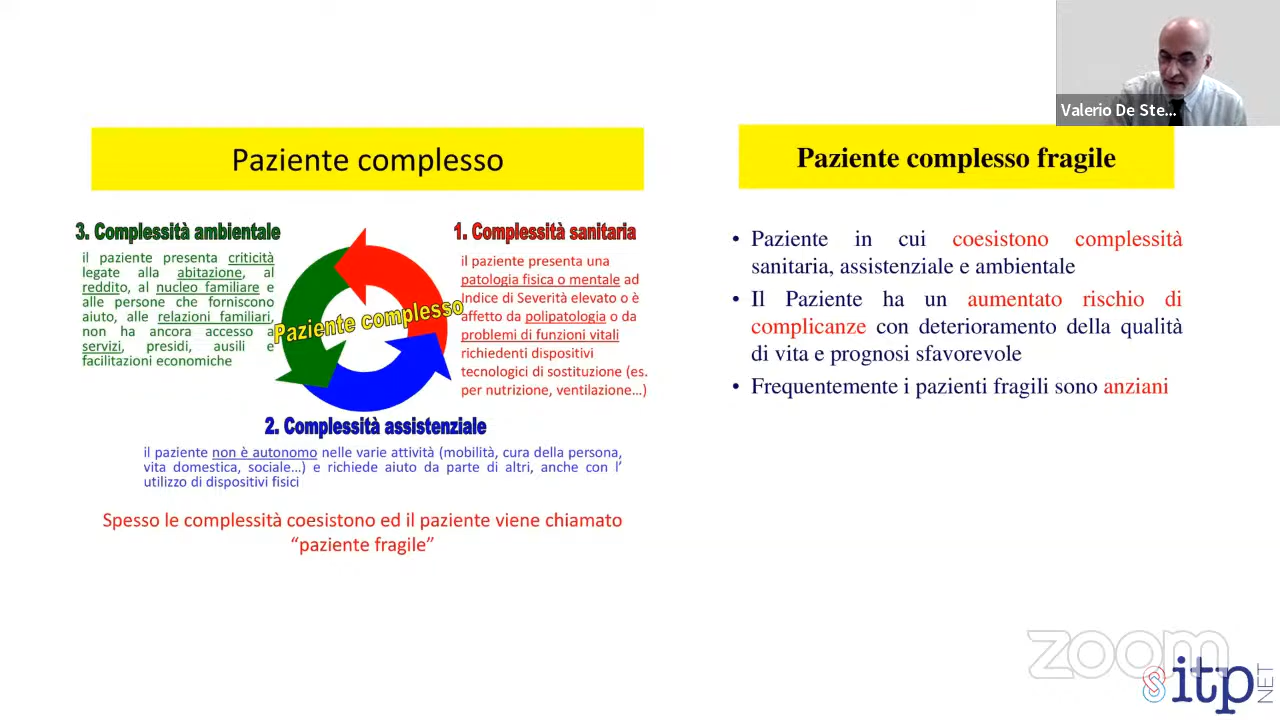 Valerio De Ste...
Paziente complesso
3. Complessità ambientale
il paziente presenta criticità
legate alla abitazione, al
reddito, al nucleo familiare e
alle persone che forniscono
aiuto, alle relazioni familiari,
non ha ancora accesso a
servizi, presidi, ausili e
facilitazioni economiche
1. Complessità sanitaria
il paziente presenta una
patologia fisica o mentale ad
Indice di Severità elevato o è
affetto da polipatologia o da
problemi di funzioni vitali
richiedenti dispositivi
tecnologici di sostituzione (es.
per nutrizione, ventilazione...)
Paziente complesso
2. Complessità assistenziale
il paziente non è autonomo nelle varie attività (mobilità, cura della persona,
vita domestica, sociale...) e richiede aiuto da parte di altri, anche con l'
utilizzo di dispositivi fisici
Spesso le complessità coesistono ed il paziente viene chiamato
"paziente fragile"
Paziente complesso fragile
• Paziente in cui coesistono complessità
sanitaria, assistenziale e ambientale
• Il Paziente ha un aumentato rischio di
complicanze con deterioramento della qualità
di vita e prognosi sfavorevole
• Frequentemente i pazienti fragili sono anziani
zoom
sitp
NET